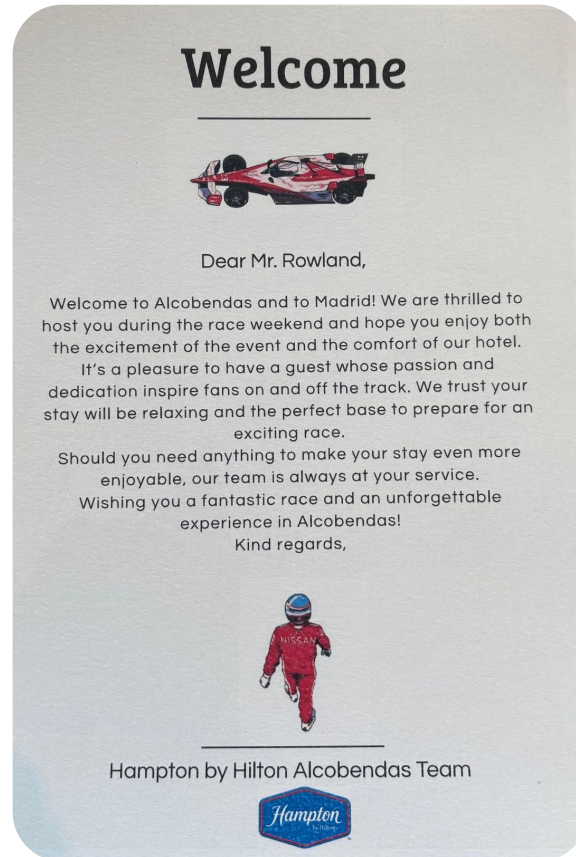 Welcome
Dear Mr. Rowland,
Welcome to Alcobendas and to Madrid! We are thrilled to
host you during the race weekend and hope you enjoy both
the excitement of the event and the comfort of our hotel.
It's a pleasure to have a guest whose passion and
dedication inspire fans on and off the track. We trust your
stay will be relaxing and the perfect base to prepare for an
exciting race.
Should you need anything to make your stay even more
enjoyable, our team is always at your service.
Wishing you a fantastic race and an unforgettable
experience in Alcobendas!
Kind regards,
NISSAN
Hampton by Hilton Alcobendas Team
Hampton
by Hilton